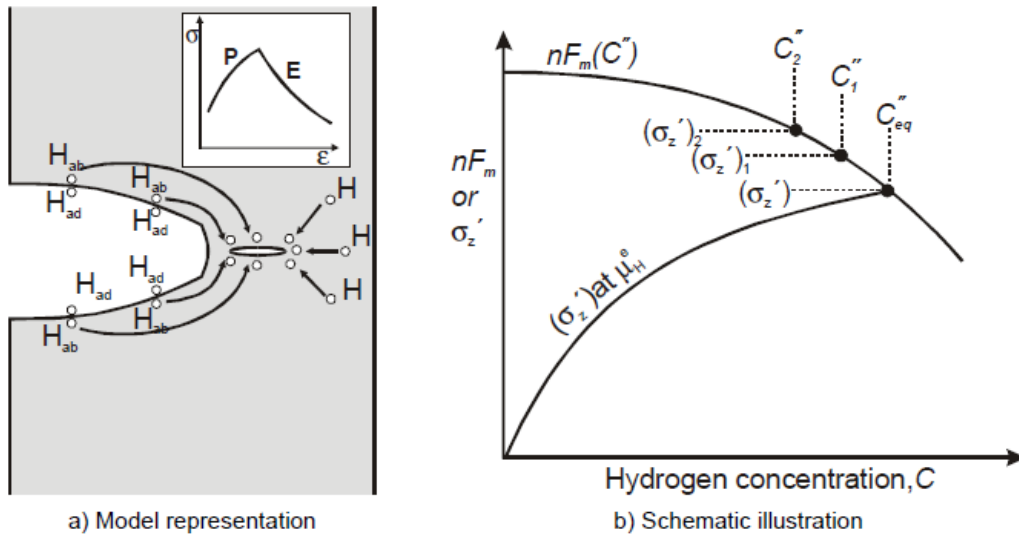 σ
P
E
ε
H_ab
H_ad
H_ab
H_ad
H
H
H
H_ad
H_ad
H_ab
H_ab
a) Model representation
nF_m(C″)
C″_2
C″_1
C″_eq
(σ_z′)_2
(σ_z′)_1
(σ_z′)
nF_m
or
σ_z′
(σ_z′)at μ_H^e
Hydrogen concentration,C
b) Schematic illustration